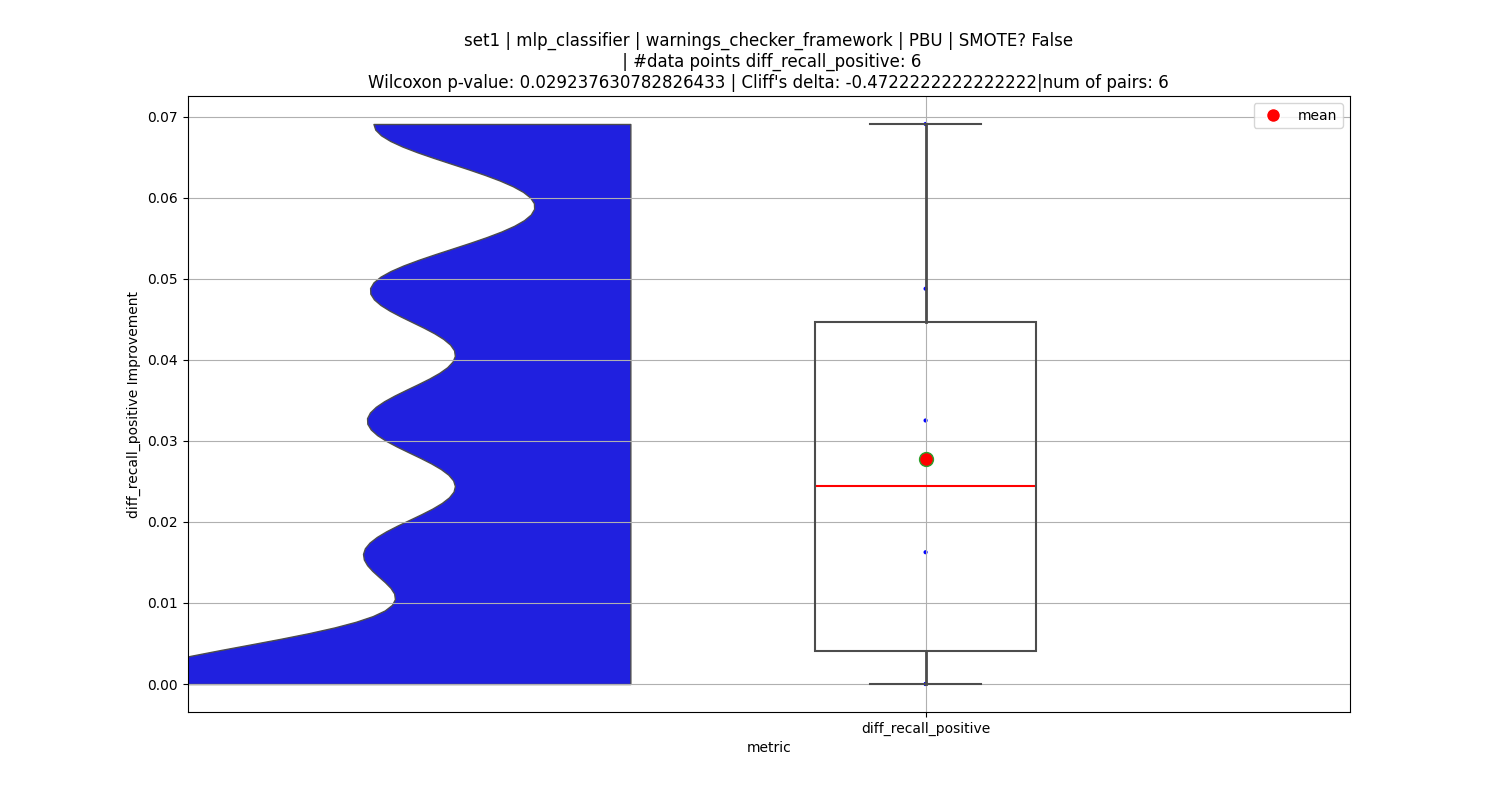 set1 | mlp_classifier | warnings_checker_framework | PBU | SMOTE? False
| #data points diff_recall_positive: 6
Wilcoxon p-value: 0.029237630782826433 | Cliff's delta: -0.4722222222222222|num of pairs: 6
mean
0.07
0.06
0.05
0.04
0.03
0.02
0.01
0.00
diff_recall_positive Improvement
diff_recall_positive
metric